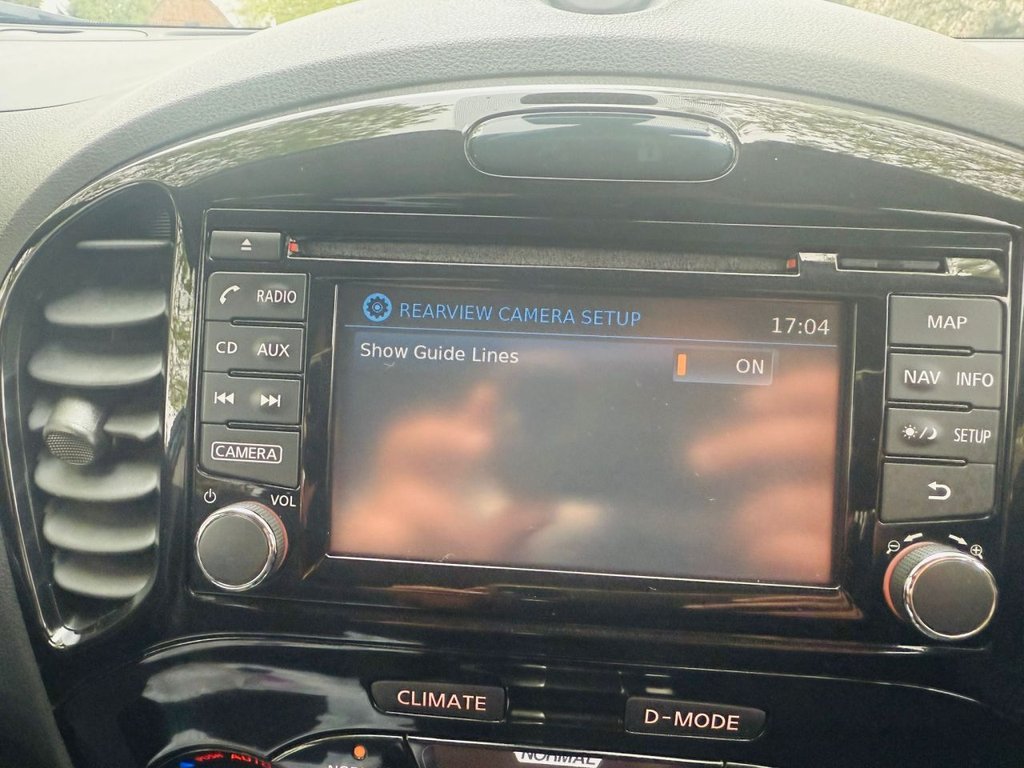 REARVIEW CAMERA SETUP
17:04
Show Guide Lines
ON
RADIO
CD AUX
CAMERA
VOL
MAP
NAV INFO
SETUP
CLIMATE
D-MODE
NORMAL
AUTO